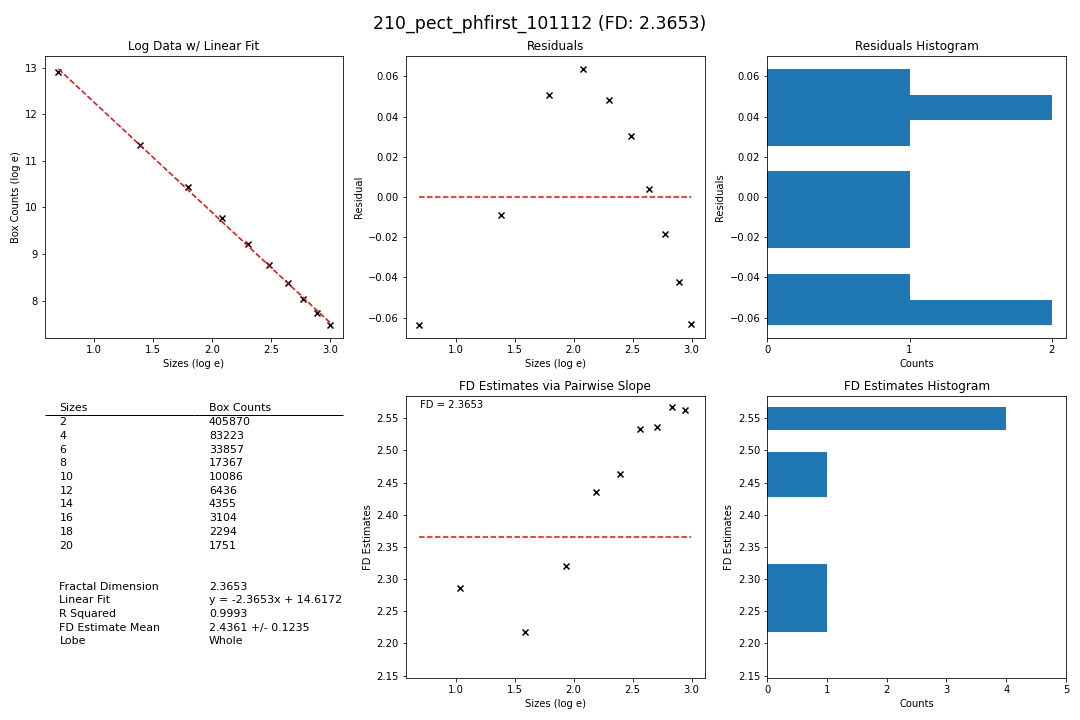 210_pect_phfirst_101112 (FD: 2.3653)
Log Data w/ Linear Fit
13
12
11
10
9
8
Box Counts (log e)
1.0 1.5 2.0 2.5 3.0
Sizes (log e)
Residuals
0.06
0.04
0.02
0.00
−0.02
−0.04
−0.06
Residual
1.0 1.5 2.0 2.5 3.0
Sizes (log e)
Residuals Histogram
0.06
0.04
0.02
0.00
−0.02
−0.04
−0.06
Residuals
0 1 2
Counts
Sizes Box Counts
2 405870
4 83223
6 33857
8 17367
10 10086
12 6436
14 4355
16 3104
18 2294
20 1751
Fractal Dimension 2.3653
Linear Fit y = -2.3653x + 14.6172
R Squared 0.9993
FD Estimate Mean 2.4361 +/- 0.1235
Lobe Whole
FD Estimates via Pairwise Slope
FD = 2.3653
2.55
2.50
2.45
2.40
2.35
2.30
2.25
2.20
2.15
FD Estimates
1.0 1.5 2.0 2.5 3.0
Sizes (log e)
FD Estimates Histogram
2.55
2.50
2.45
2.40
2.35
2.30
2.25
2.20
2.15
FD Estimates
0 1 2 3 4 5
Counts